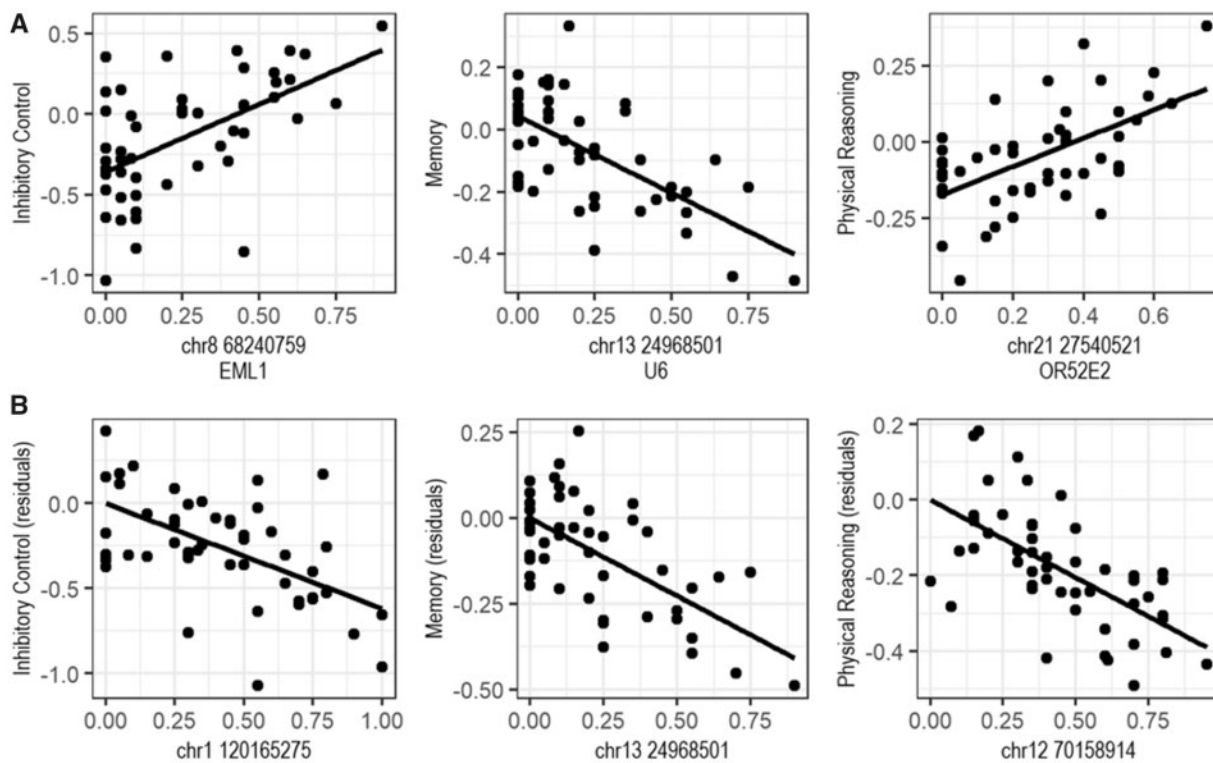 A
Inhibitory Control
0.5
0.0
-0.5
-1.0
0.00 0.25 0.50 0.75
chr8 68240759
EML1
Memory
0.2
0.0
-0.2
-0.4
0.00 0.25 0.50 0.75
chr13 24968501
U6
Physical Reasoning
0.25
0.00
-0.25
0.0 0.2 0.4 0.6
chr21 27540521
OR52E2
B
Inhibitory Control (residuals)
0.0
-0.5
-1.0
0.00 0.25 0.50 0.75 1.00
chr1 120165275
Memory (residuals)
0.25
0.00
-0.25
-0.50
0.00 0.25 0.50 0.75
chr13 24968501
Physical Reasoning (residuals)
0.2
0.0
-0.2
-0.4
0.00 0.25 0.50 0.75
chr12 70158914